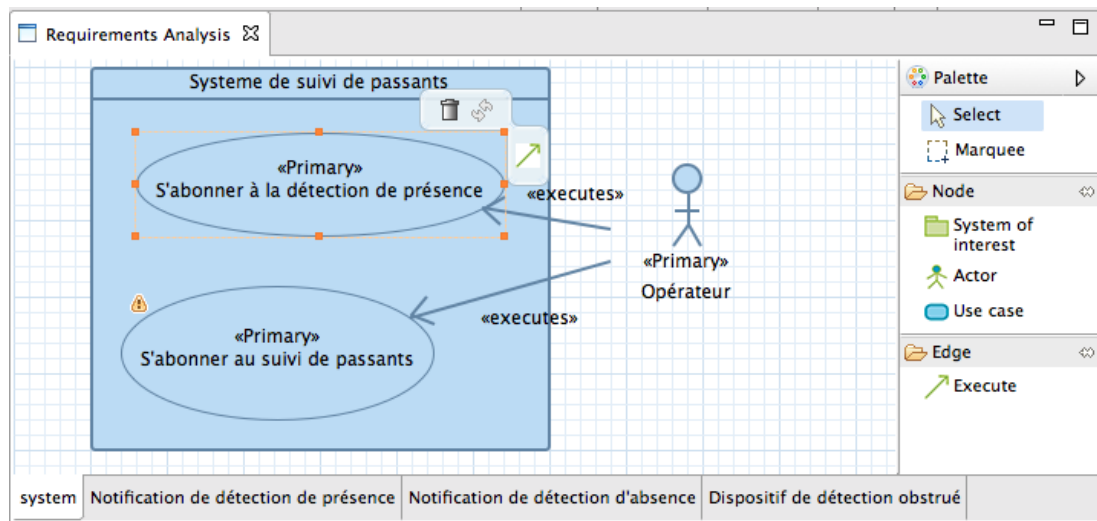 Requirements Analysis
Systeme de suivi de passants
«Primary»
S'abonner à la détection de présence
«executes»
«Primary»
Opérateur
«executes»
«Primary»
S'abonner au suivi de passants
Palette
Select
Marquee
Node
System of
interest
Actor
Use case
Edge
Execute
system
Notification de détection de présence
Notification de détection d'absence
Dispositif de détection obstrué